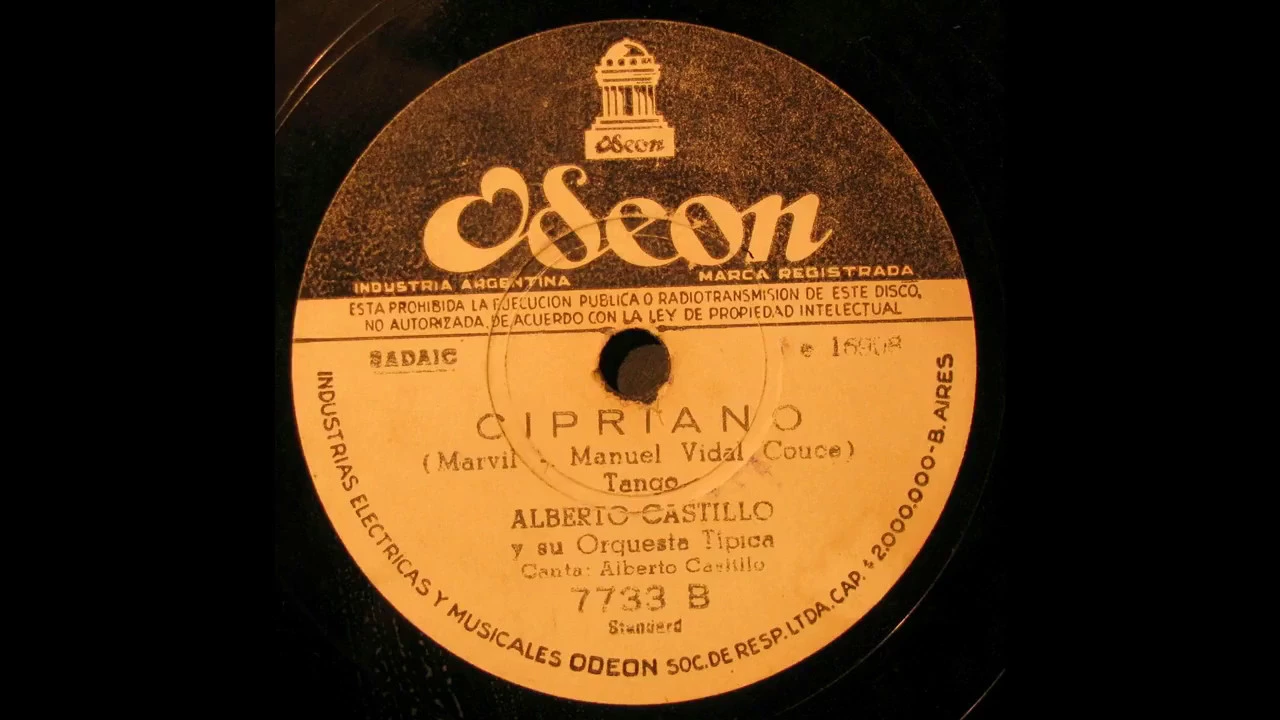 Odeon
Odeon
INDUSTRIA ARGENTINA MARCA REGISTRADA
ESTA PROHIBIDA LA EJECUCION PUBLICA O RADIOTRANSMISION DE ESTE DISCO,
NO AUTORIZADA, DE ACUERDO CON LA LEY DE PROPIEDAD INTELECTUAL
SADAIC
e 16908
CIPRIANO
(Marvil - Manuel Vidal Couce)
Tango
ALBERTO CASTILLO
y su Orquesta Típica
Canta: Alberto Castillo
7733 B
Standard
INDUSTRIAS ELECTRICAS Y MUSICALES ODEON SOC. DE RESP. LTDA. CAP. $ 2.000.000-B. AIRES